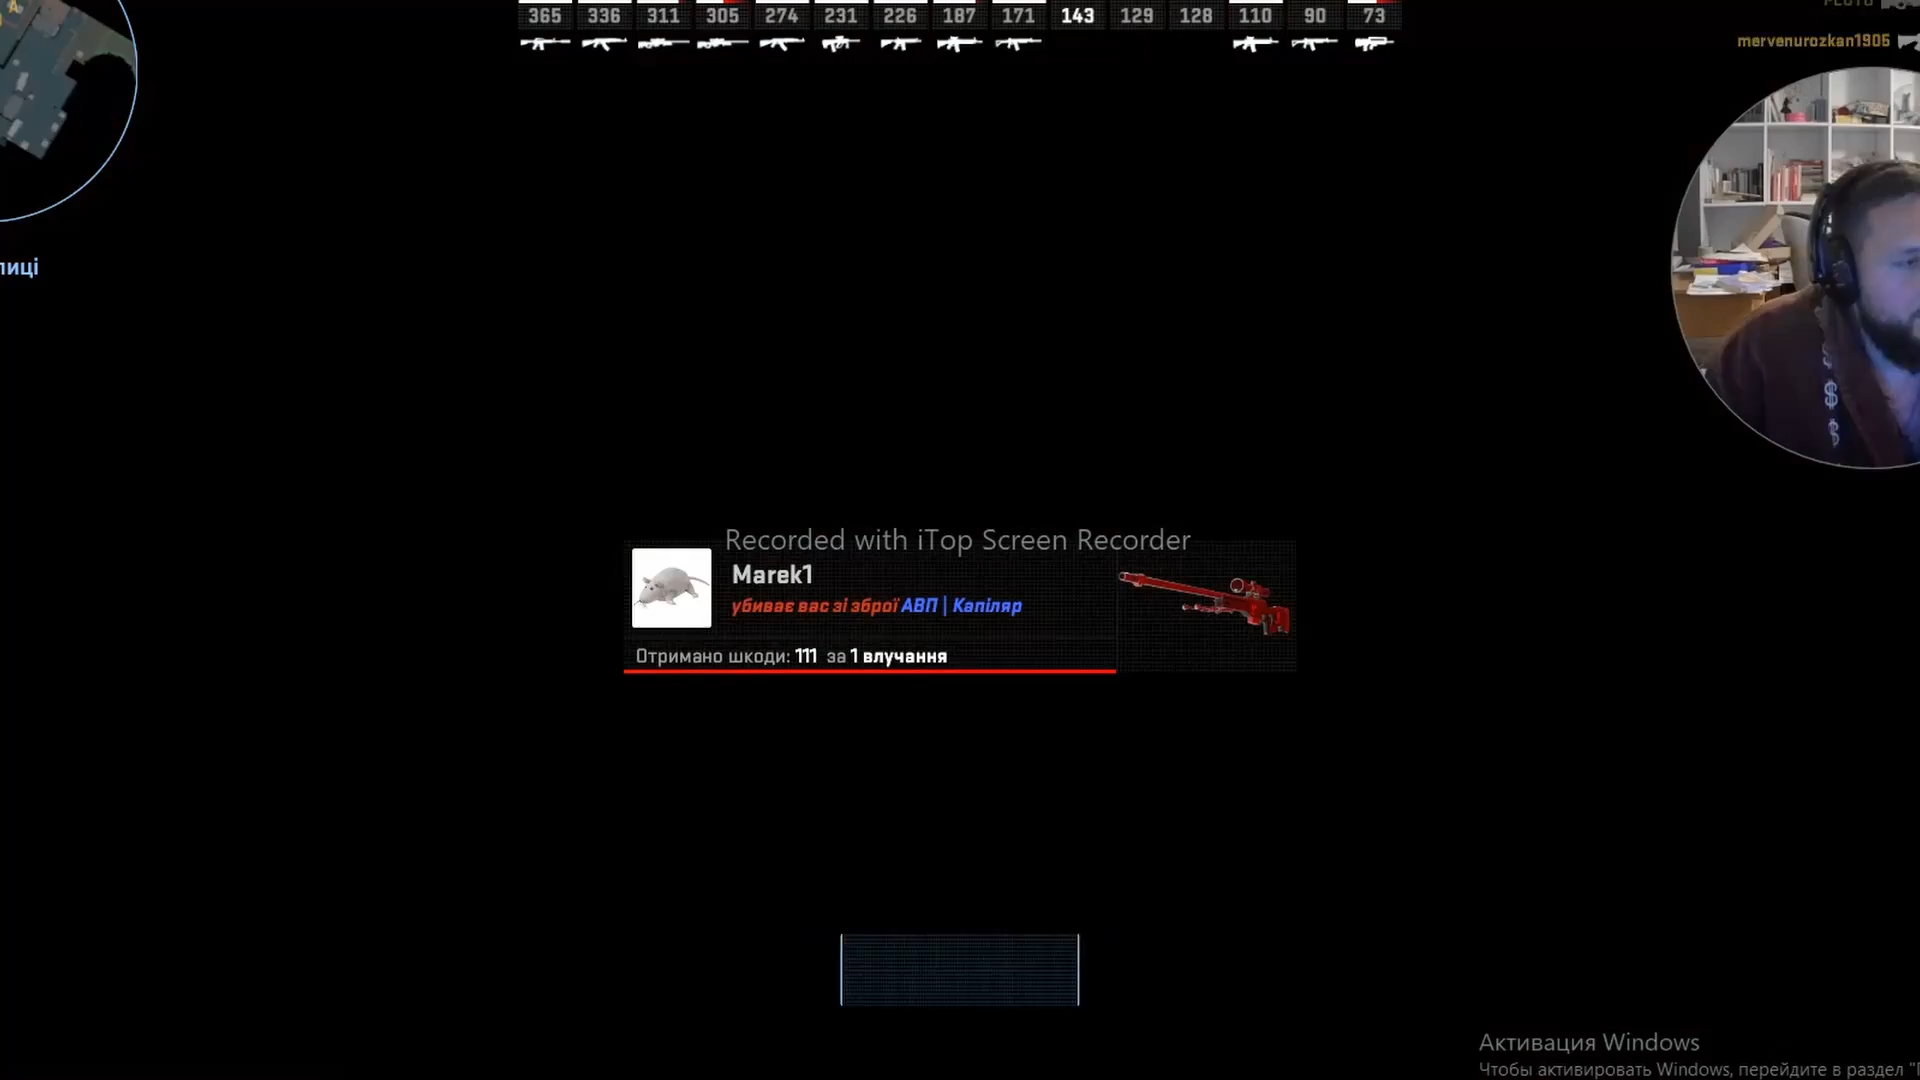 365 336 311 305 274 231 226 187 171 143 129 128 110 90 73
mervenurozkan1905
A
лиці
Recorded with iTop Screen Recorder
Marek1
убиває вас зі зброї АВП | Капіляр
Отримано шкоди: 111 за 1 влучання
Активация Windows
Чтобы активировать Windows, перейдите в раздел "